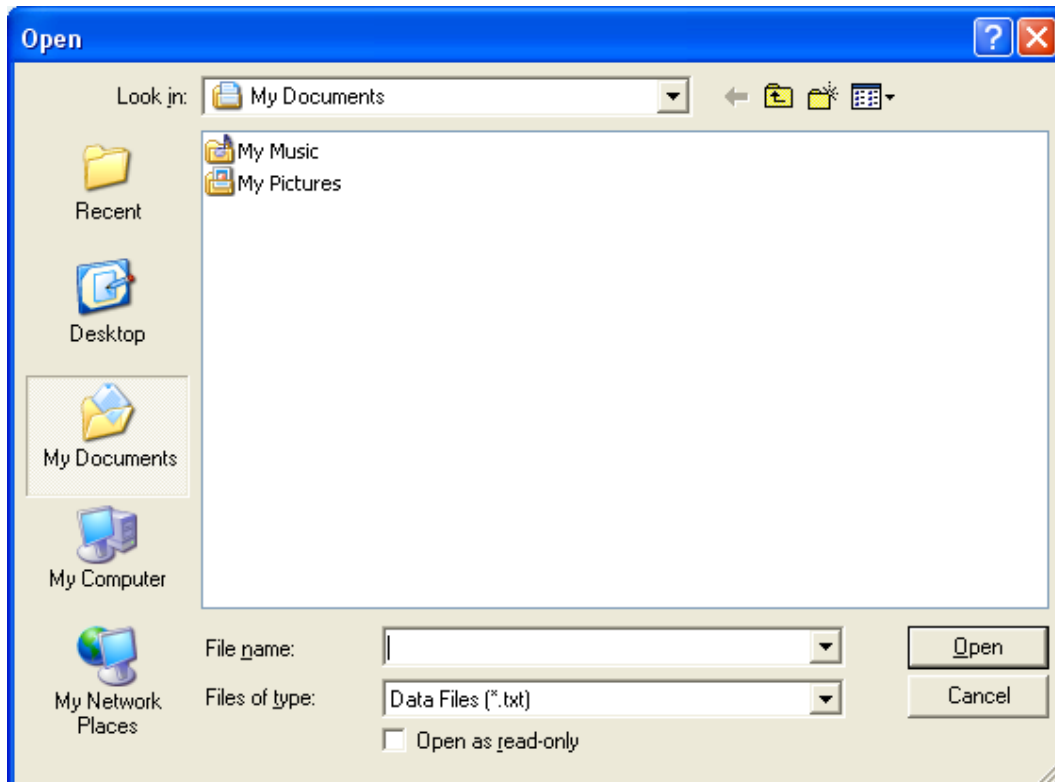 Open
Look in: My Documents
My Music
My Pictures
Recent
Desktop
My Documents
My Computer
My Network
Places
File name:
Open
Files of type: Data Files (*.txt)
Cancel
Open as read-only